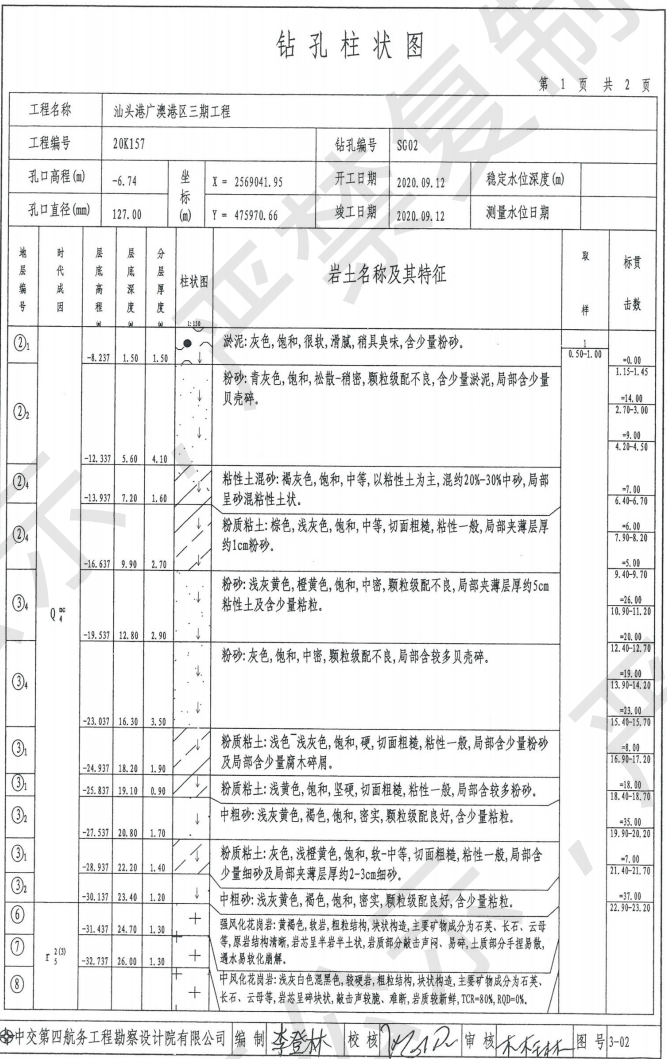 钻孔柱状图
第 1 页 共 2 页
工程名称 汕头港广澳港区三期工程
工程编号 20K157 钻孔编号 SG02
孔口高程(m) -6.74 坐标(m) X = 2569041.95 开工日期 2020.09.12 稳定水位深度(m)
孔口直径(mm) 127.00 Y = 475970.66 竣工日期 2020.09.12 测量水位日期
地层编号 时代成因 层底高程 层底深度 分层厚度 柱状图 岩土名称及其特征 取样 标贯击数
②1 -8.237 1.50 1.50 淤泥:灰色,饱和,很软,滑腻,稍具臭味,含少量粉砂。
1
0.50-1.00
=0.00
1.15-1.45
②2 -12.337 5.60 4.10 粉砂:青灰色,饱和,松散-稍密,颗粒级配不良,含少量淤泥,局部含少量
贝壳碎。
=14.00
2.70-3.00
=9.00
4.20-4.50
②4 -13.937 7.20 1.60 粘性土混砂:褐灰色,饱和,中等,以粘性土为主,混约20%-30%中砂,局部
呈砂混粘性土状。
=7.00
6.40-6.70
②4 -16.637 9.90 2.70 粉质粘土:棕色,浅灰色,饱和,中等,切面粗糙,粘性一般,局部夹薄层厚
约1cm粉砂。
=6.00
7.90-8.20
=5.00
9.40-9.70
③4 -19.537 12.80 2.90 粉砂:浅灰黄色,橙黄色,饱和,中密,颗粒级配不良,局部夹薄层厚约5cm
粘性土及含少量粘粒。
=26.00
10.90-11.20
=20.00
12.40-12.70
Q4mc
③4 -23.037 16.30 3.50 粉砂:灰色,饱和,中密,颗粒级配不良,局部含较多贝壳碎。
=19.00
13.90-14.20
=23.00
15.40-15.70
③1 -24.937 18.20 1.90 粉质粘土:浅色-浅灰色,饱和,硬,切面粗糙,粘性一般,局部含少量粉砂
及局部含少量腐木碎屑。
=8.00
16.90-17.20
③1 -25.837 19.10 0.90 粉质粘土:浅黄色,饱和,坚硬,切面粗糙,粘性一般,局部含较多粉砂。
=18.00
18.40-18.70
③2 -27.537 20.80 1.70 中粗砂:浅灰黄色,褐色,饱和,密实,颗粒级配良好,含少量粘粒。
=35.00
19.90-20.20
③1 -28.937 22.20 1.40 粉质粘土:灰色,浅橙黄色,饱和,软-中等,切面粗糙,粘性一般,局部含
少量细砂及局部夹薄层厚约2-3cm细砂。
=7.00
21.40-21.70
③2 -30.137 23.40 1.20 中粗砂:浅灰黄色,褐色,饱和,密实,颗粒级配良好,含少量粘粒。
=37.00
22.90-23.20
⑥ -31.437 24.70 1.30 强风化花岗岩:黄褐色,软岩,粗粒结构,块状构造,主要矿物成分为石英、长石、云母
等,原岩结构清晰,岩芯呈半岩半土状,岩质部分敲击声闷、易碎,土质部分手捏易散,
遇水易软化崩解。
⑦ r5 2(3) -32.737 26.00 1.30
⑧ 中风化花岗岩:浅灰白色混黑色,较硬岩,粗粒结构,块状构造,主要矿物成分为石英、
长石、云母等,岩芯呈碎块状,敲击声较脆、难断,岩质较新鲜,TCR=80%,RQD=0%。
中交第四航务工程勘察设计院有限公司 编制 李登林 校核 审核 图号 3-02